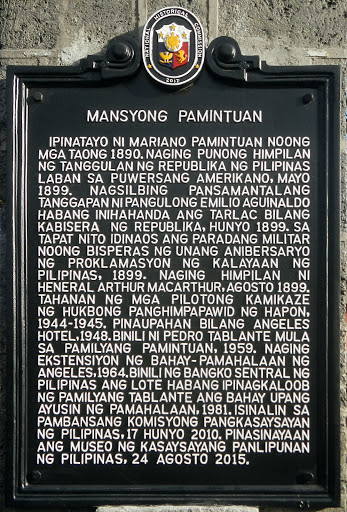 NATIONAL HISTORICAL COMMISSION
2015
MANSYONG PAMINTUAN
IPINATAYO NI MARIANO PAMINTUAN NOONG
MGA TAONG 1890. NAGING PUNONG HIMPILAN
NG TANGGULAN NG REPUBLIKA NG PILIPINAS
LABAN SA PUWERSANG AMERIKANO, MAYO
1899. NAGSILBING PANSAMANTALANG
TANGGAPAN NI PANGULONG EMILIO AGUINALDO
HABANG INIHAHANDA ANG TARLAC BILANG
KABISERA NG REPUBLIKA, HUNYO 1899. SA
TAPAT NITO IDINAOS ANG PARADANG MILITAR
NOONG BISPERAS NG UNANG ANIBERSARYO
NG PROKLAMASYON NG KALAYAAN NG
PILIPINAS, 1899. NAGING HIMPILAN NI
HENERAL ARTHUR MACARTHUR, AGOSTO 1899.
TAHANAN NG MGA PILOTONG KAMIKAZE
NG HUKBONG PANGHIMPAPAWID NG HAPON,
1944-1945. PINAUPAHAN BILANG ANGELES
HOTEL, 1948. BINILI NI PEDRO TABLANTE MULA
SA PAMILYANG PAMINTUAN, 1959. NAGING
EKSTENSIYON NG BAHAY-PAMAHALAAN NG
ANGELES, 1964. BINILI NG BANGKO SENTRAL NG
PILIPINAS ANG LOTE HABANG IPINAGKALOOB
NG PAMILYANG TABLANTE ANG BAHAY UPANG
AYUSIN NG PAMAHALAAN, 1981. ISINALIN SA
PAMBANSANG KOMISYONG PANGKASAYSAYAN
NG PILIPINAS, 17 HUNYO 2010. PINASINAYAAN
ANG MUSEO NG KASAYSAYANG PANLIPUNAN
NG PILIPINAS, 24 AGOSTO 2015.